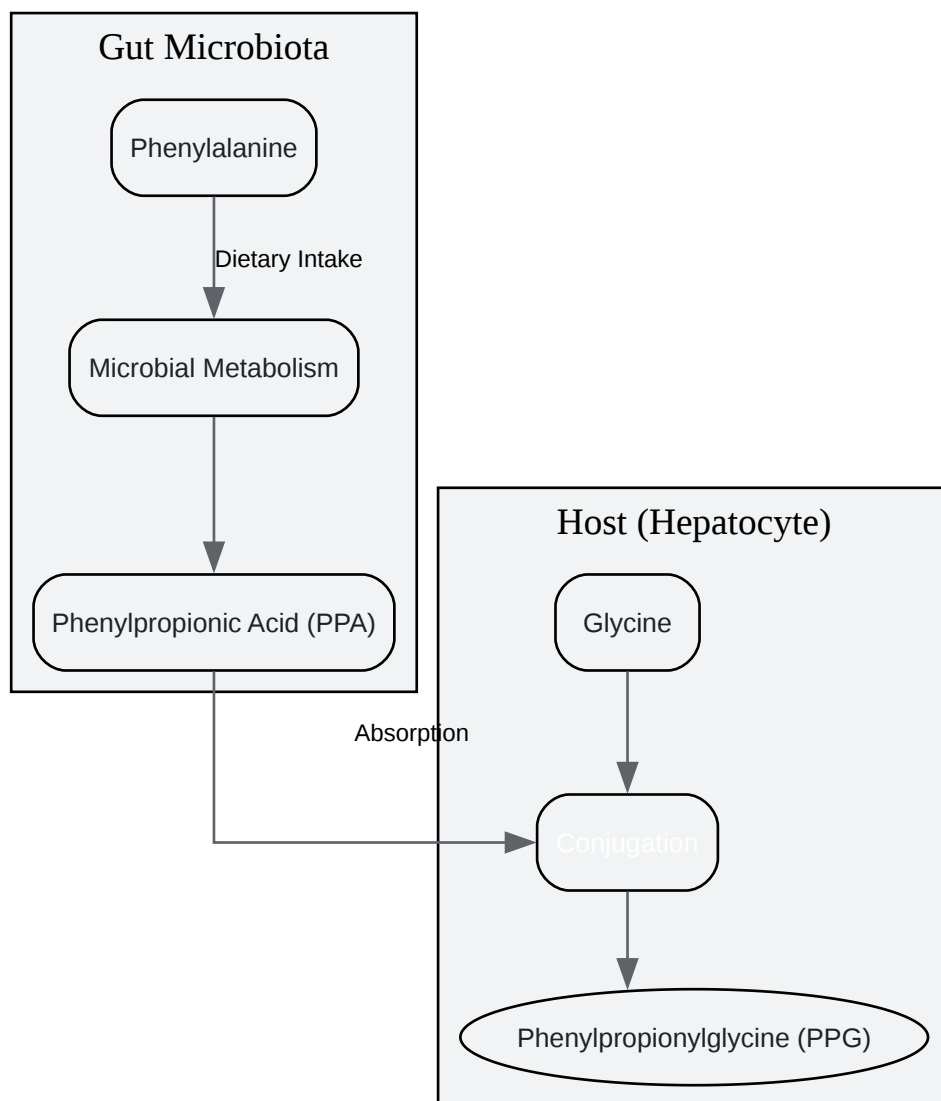 Gut Microbiota
Phenylalanine
Dietary Intake
Microbial Metabolism
Phenylpropionic Acid (PPA)
Absorption
Host (Hepatocyte)
Glycine
Conjugation
Phenylpropionylglycine (PPG)